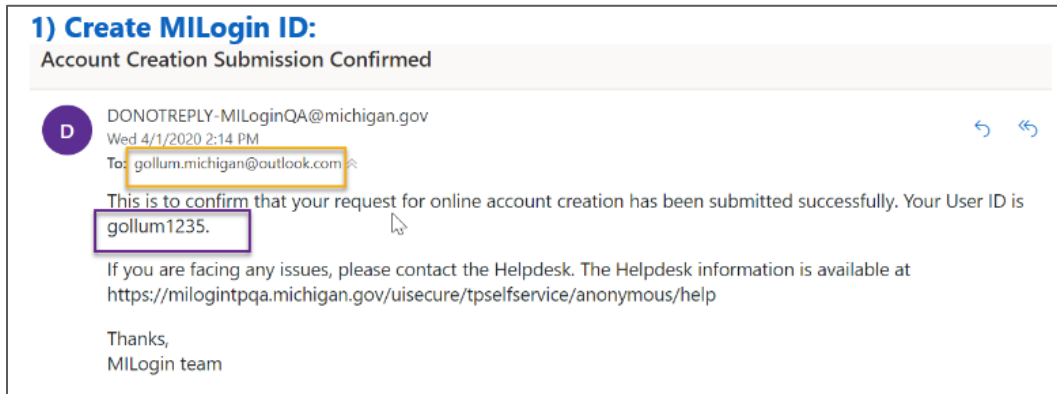 1) Create MILogin ID:
Account Creation Submission Confirmed
D
DONOTREPLY-MILoginQA@michigan.gov
Wed 4/1/2020 2:14 PM
To: gollum.michigan@outlook.com
This is to confirm that your request for online account creation has been submitted successfully. Your User ID is
gollum1235.
If you are facing any issues, please contact the Helpdesk. The Helpdesk information is available at
https://milogintpqa.michigan.gov/uisecure/tpselfservice/anonymous/help
Thanks,
MILogin team